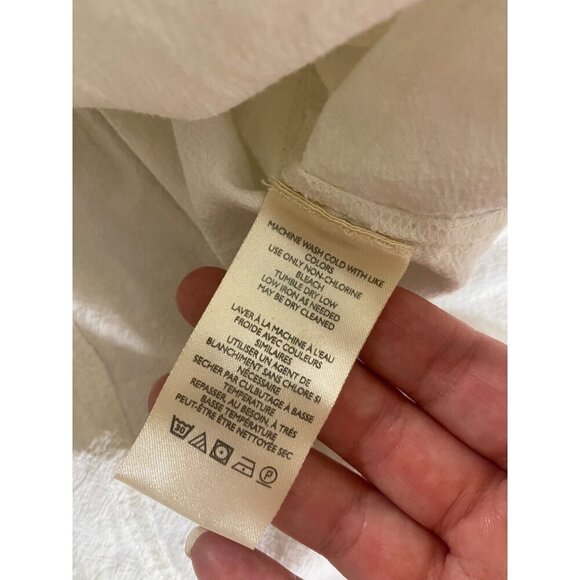 MACHINE WASH COLD WITH LIKE
COLORS
USE ONLY NON-CHLORINE
BLEACH
TUMBLE DRY LOW
LOW IRON AS NEEDED
MAY BE DRY CLEANED
LAVER À LA MACHINE À L'EAU
FROIDE AVEC COULEURS
SIMILAIRES
UTILISER UN AGENT DE
BLANCHIMENT SANS CHLORE SI
NÉCESSAIRE
SECHER PAR CULBUTAGE À BASSE
TEMPÉRATURE
REPASSER AU BESOIN, À TRÉS
BASSE TEMPÉRATURE
PEUT-ÊTRE NETTOYÉE SEC
30 P